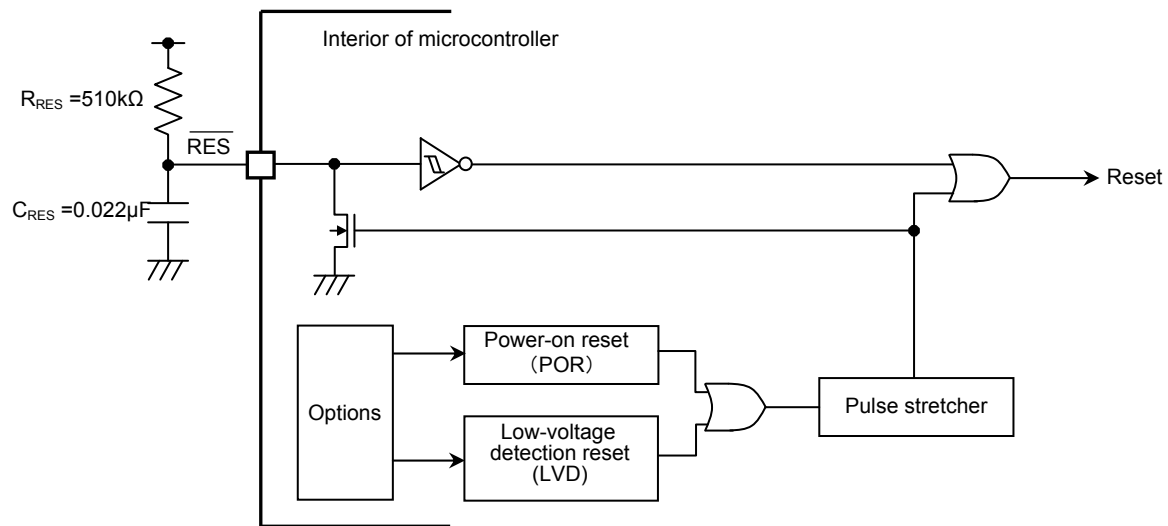 Interior of microcontroller
RRES =510kΩ
RES
CRES =0.022µF
Reset
Options
Power-on reset
（POR）
Low-voltage
detection reset
(LVD)
Pulse stretcher